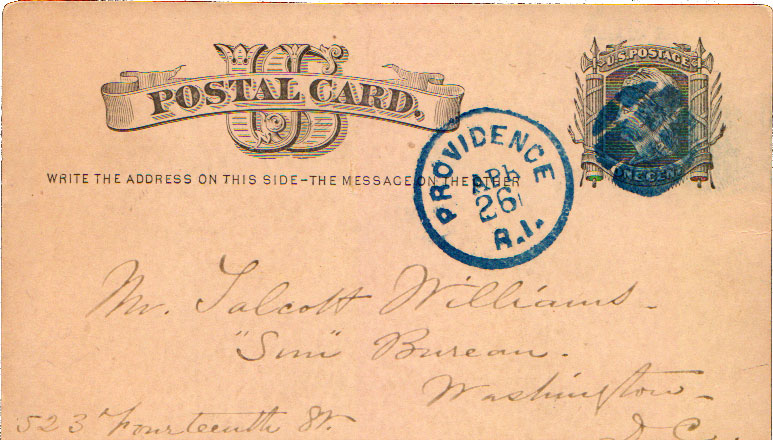 US
POSTAL CARD.
U.S. POSTAGE
ONE CENT
WRITE THE ADDRESS ON THIS SIDE-THE MESSAGE ON THE OTHER
PROVIDENCE
APR
26
R.I.
Mr. Talcott Williams
"Sun" Bureau.
Washington
523 Fourteenth St.
D.C.